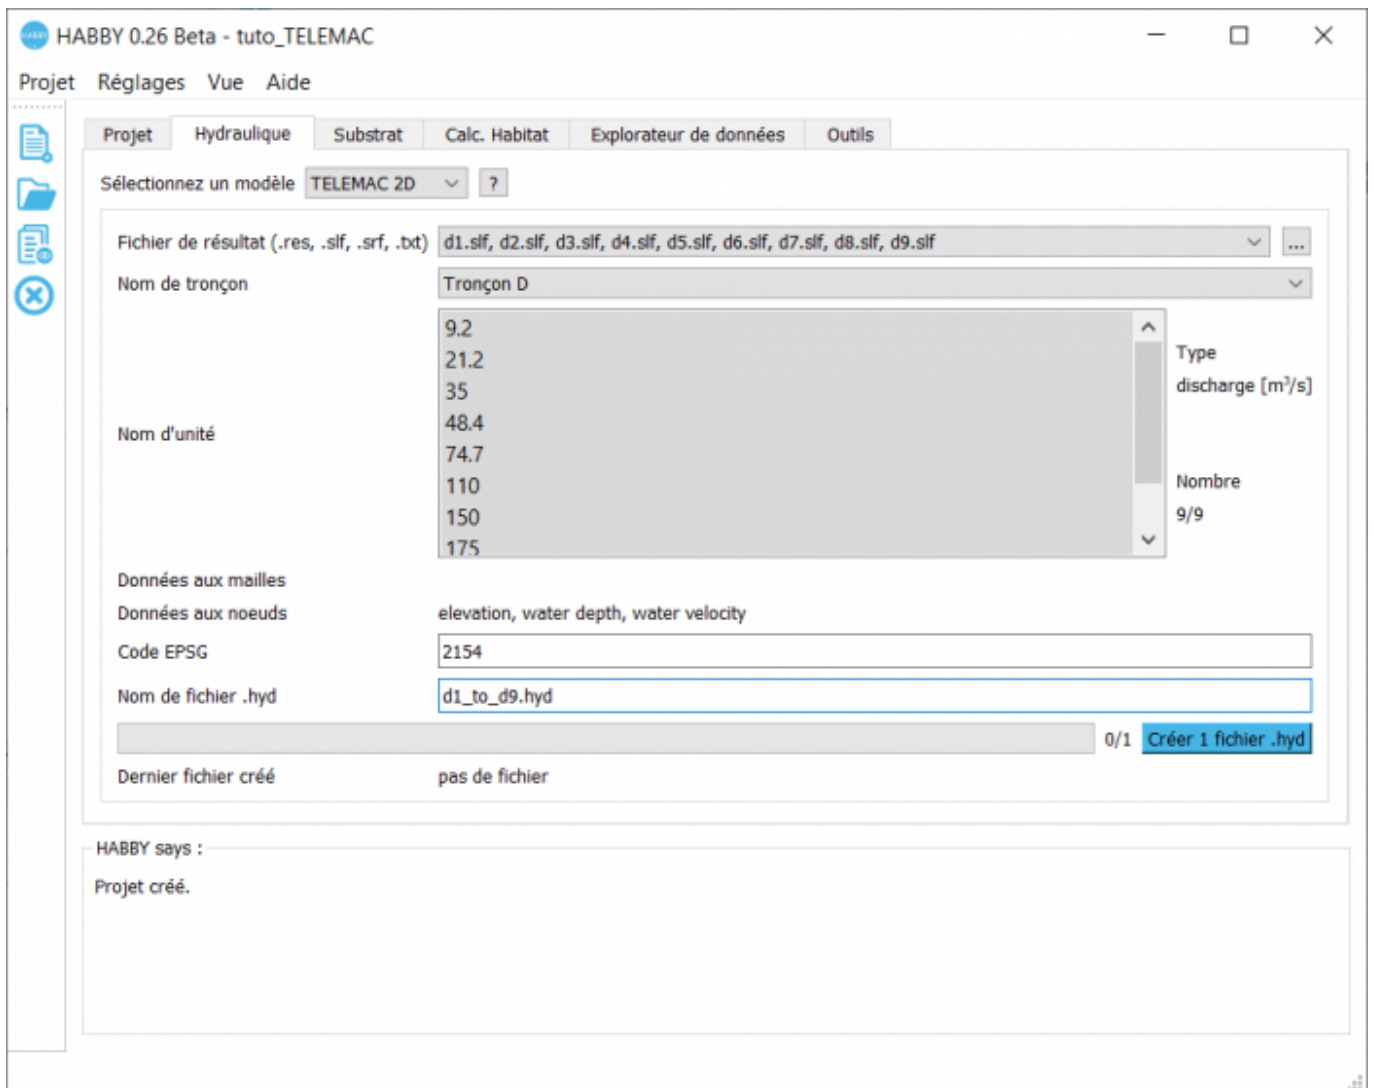 HABBY 0.26 Beta - tuto_TELEMAC
Projet Réglages Vue Aide
Projet Hydraulique Substrat Calc. Habitat Explorateur de données Outils
Sélectionnez un modèle TELEMAC 2D ?
Fichier de résultat (.res, .slf, .srf, .txt) d1.slf, d2.slf, d3.slf, d4.slf, d5.slf, d6.slf, d7.slf, d8.slf, d9.slf ...
Nom de tronçon Tronçon D
9.2
21.2
Type
35
discharge [m³/s]
48.4
Nom d'unité
74.7
110
Nombre
150
9/9
175
Données aux mailles
Données aux noeuds elevation, water depth, water velocity
Code EPSG 2154
Nom de fichier .hyd d1_to_d9.hyd
0/1 Créer 1 fichier .hyd
Dernier fichier créé pas de fichier
HABBY says :
Projet créé.